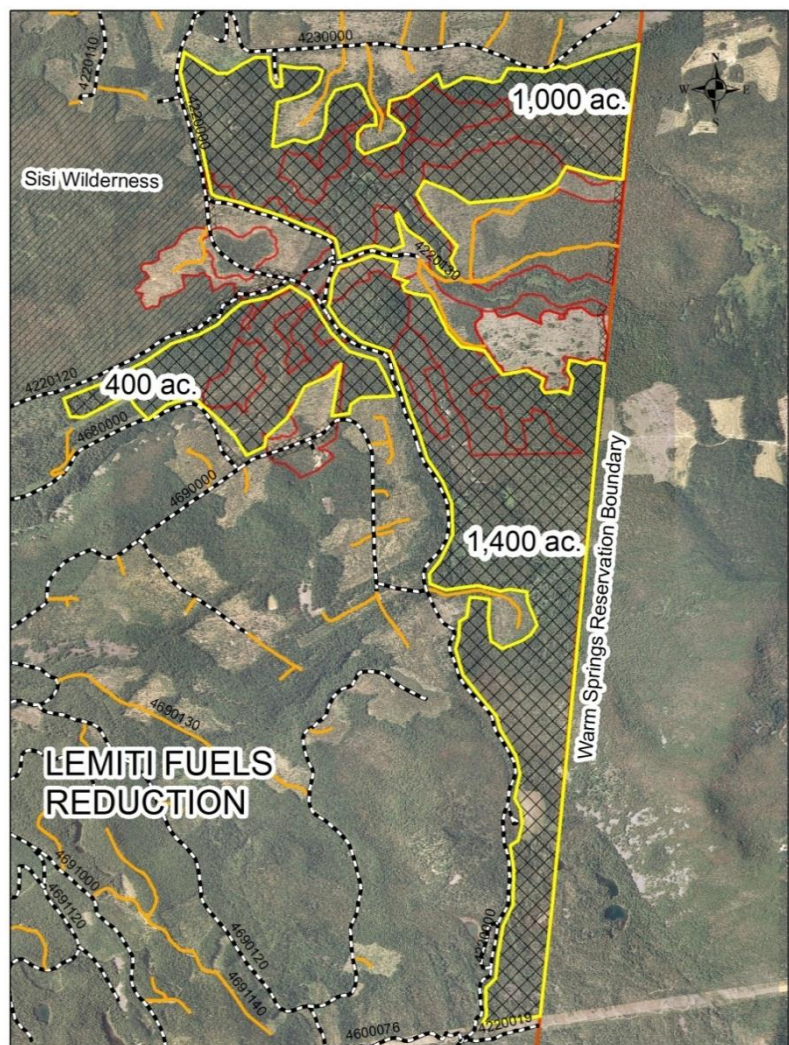 4230000
4220110
N
W E
S
1,000 ac.
4220000
Sisi Wilderness
4220120
400 ac.
4680000
4690000
1,400 ac.
Warm Springs Reservation Boundary
4690130
LEMITI FUELS
REDUCTION
4691000
4691120
4690120
4220000
4691140
4220019
4600076